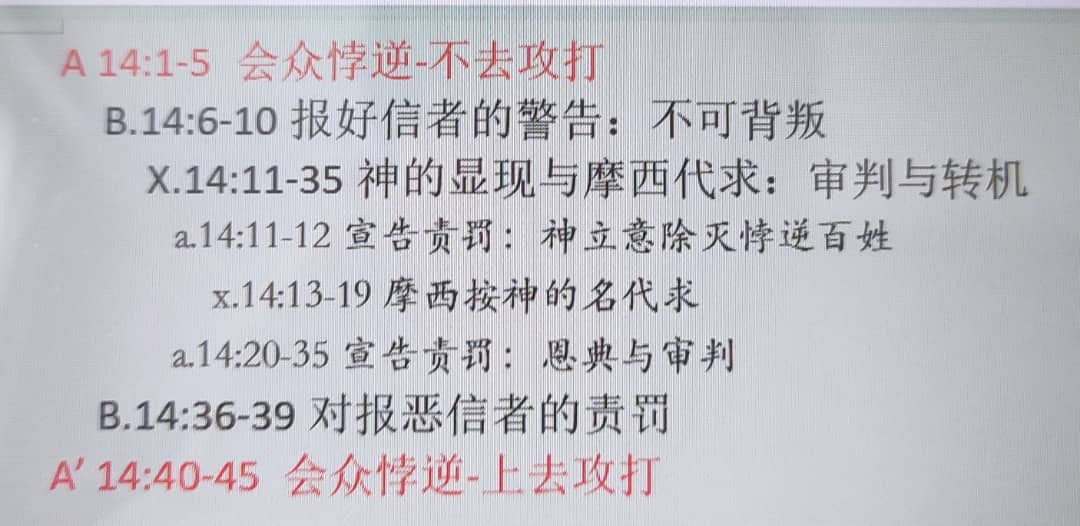 A 14:1-5 会众悖逆-不去攻打
B.14:6-10 报好信者的警告：不可背叛
X.14:11-35 神的显现与摩西代求：审判与转机
a.14:11-12 宣告责罚：神立意除灭悖逆百姓
x.14:13-19 摩西按神的名代求
a.14:20-35 宣告责罚：恩典与审判
B.14:36-39 对报恶信者的责罚
A’ 14:40-45 会众悖逆-上去攻打